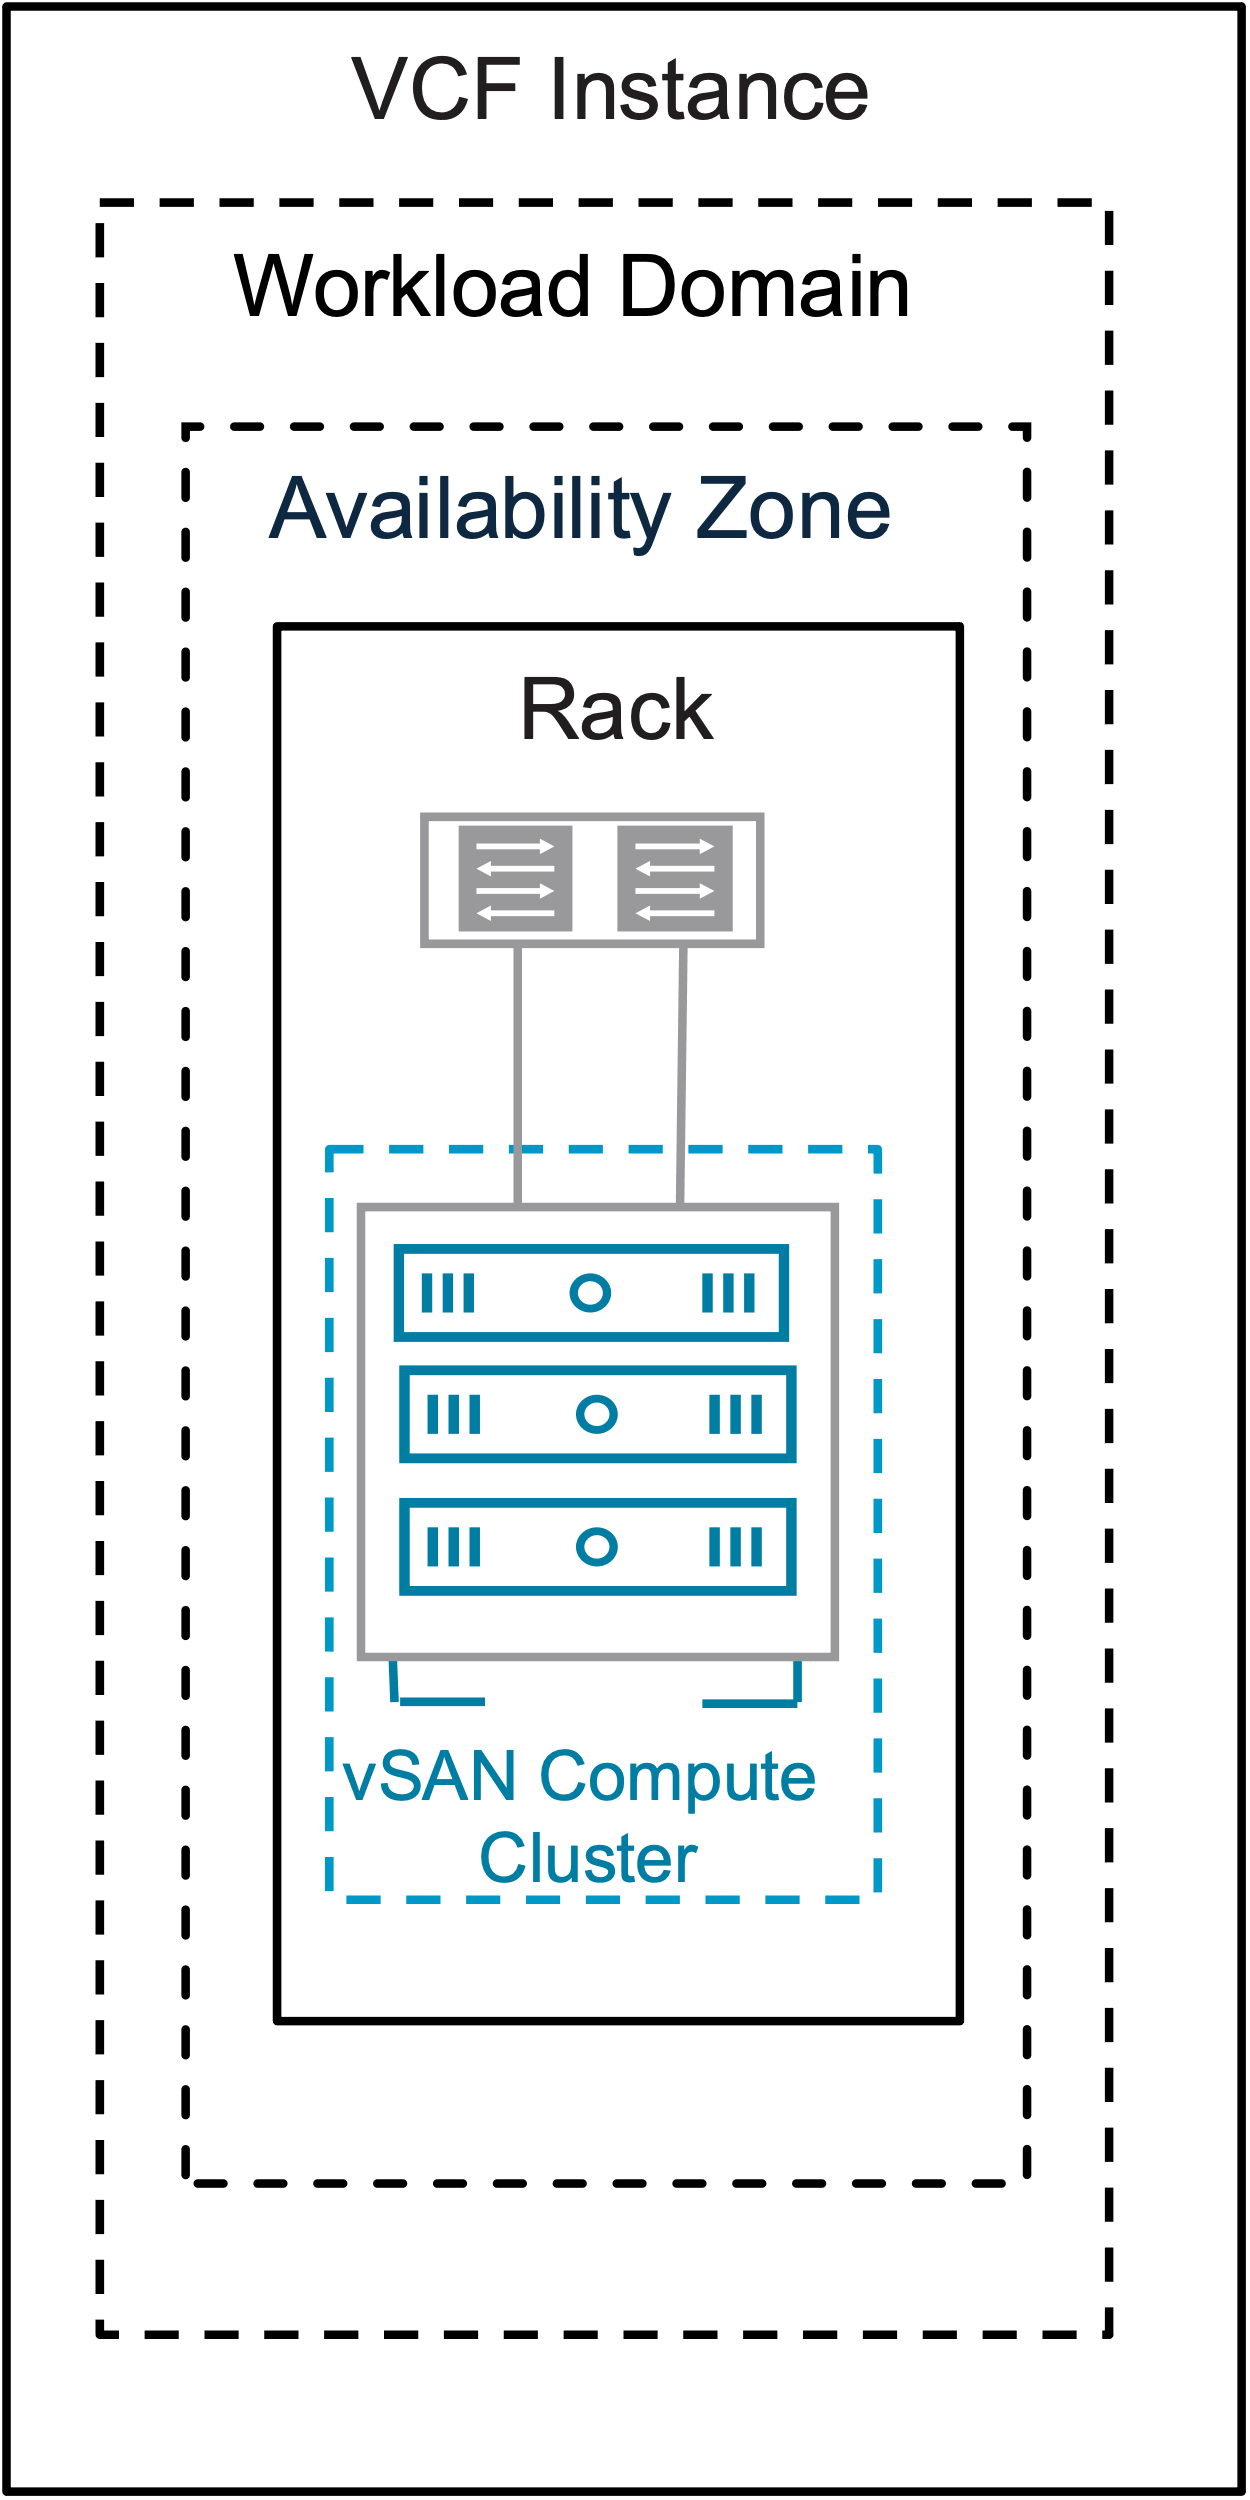 VCF Instance
Workload Domain
Availability Zone
Rack
vSAN Compute
Cluster